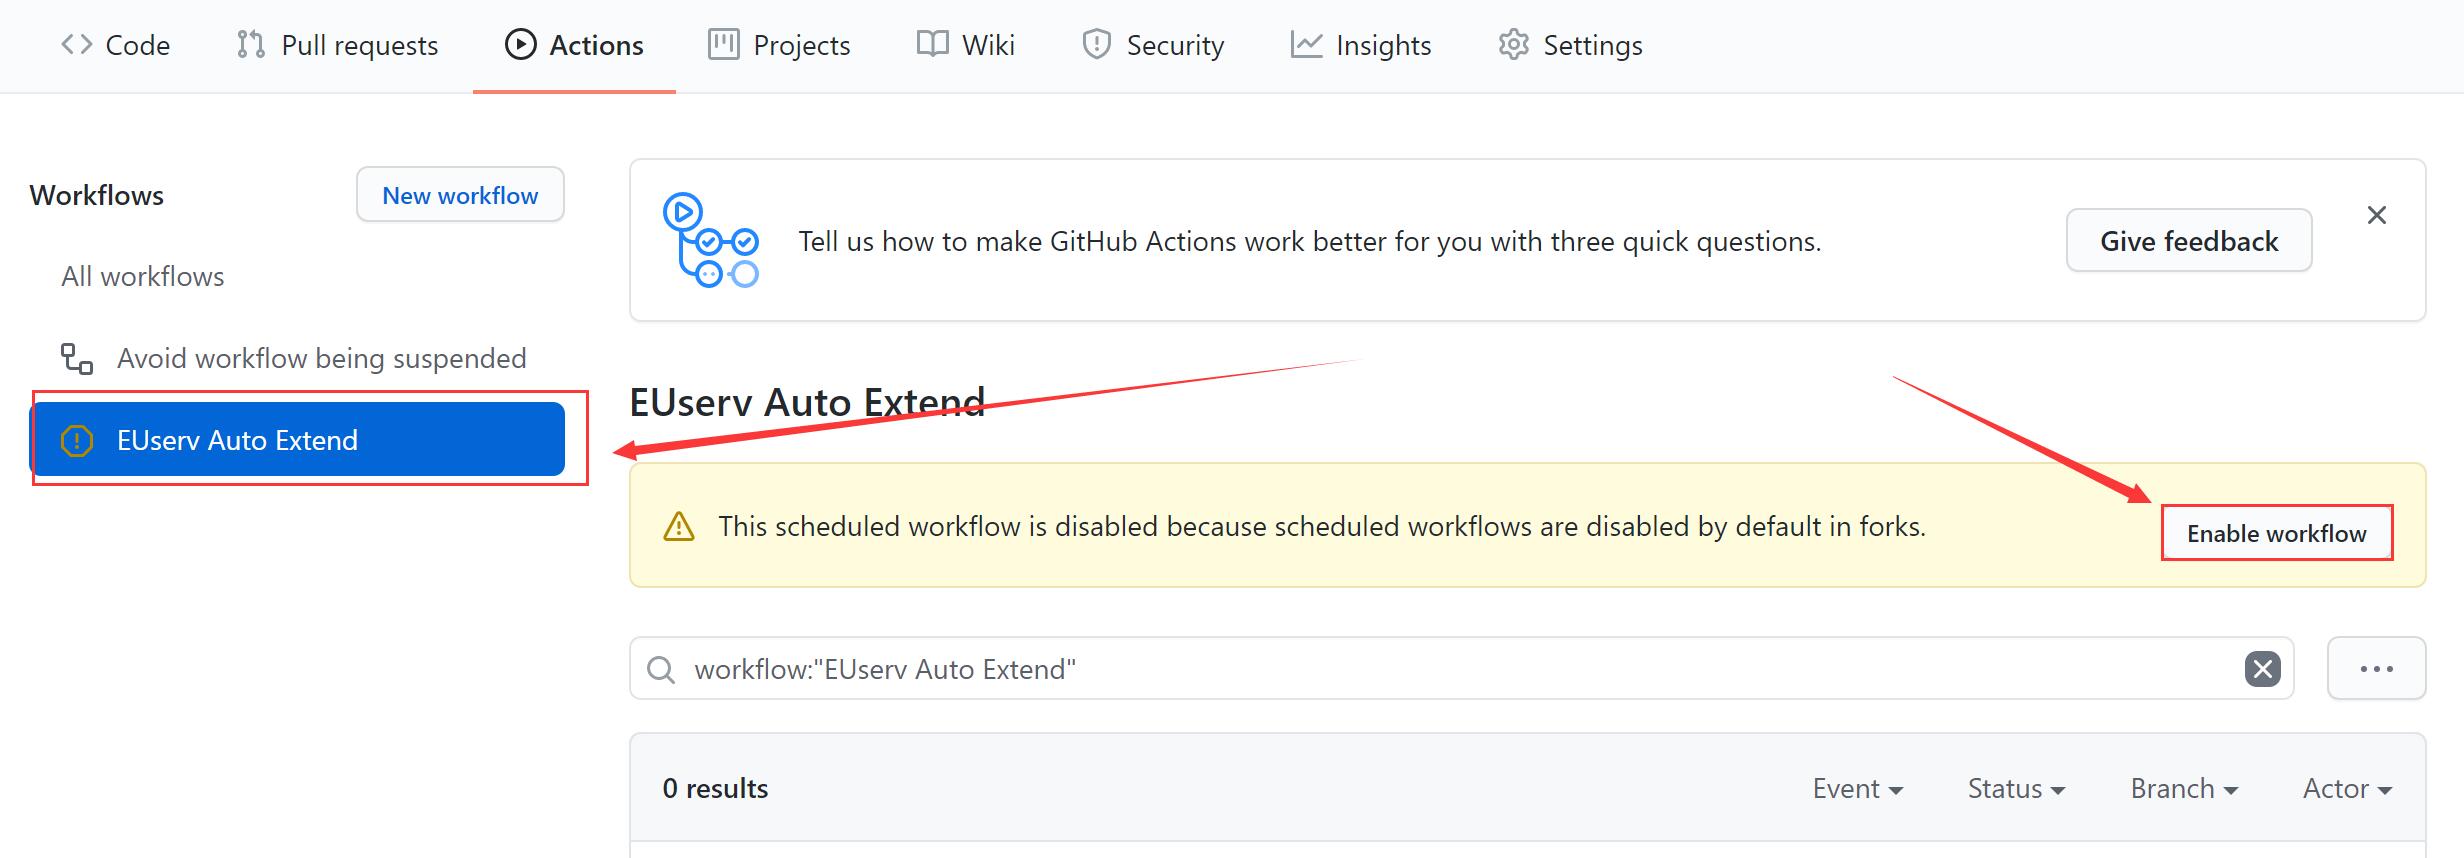 Code Pull requests Actions Projects Wiki Security Insights Settings
Workflows
New workflow
All workflows
Avoid workflow being suspended
EUserv Auto Extend
Tell us how to make GitHub Actions work better for you with three quick questions.
Give feedback
EUserv Auto Extend
This scheduled workflow is disabled because scheduled workflows are disabled by default in forks.
Enable workflow
workflow:"EUserv Auto Extend"
0 results
Event Status Branch Actor